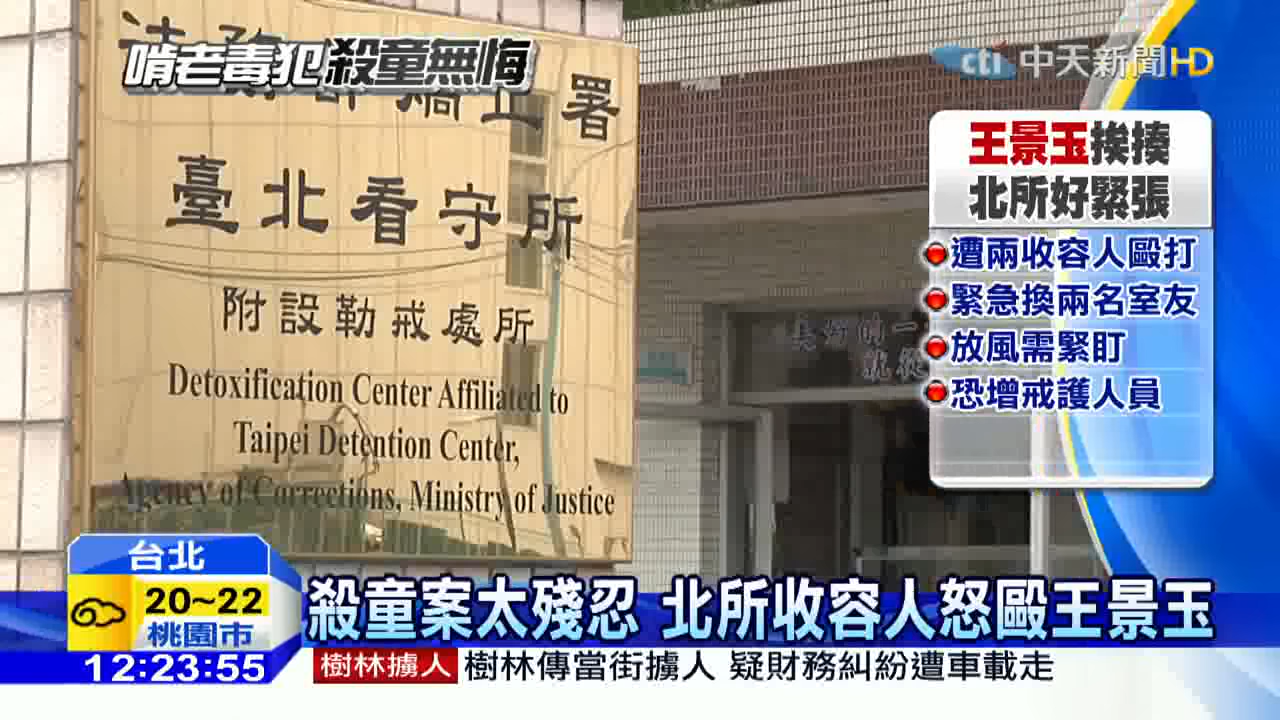 啃老毒犯殺童無悔
cti中天新聞HD
署
臺北看守所
附設勒戒處所
Detoxification Center Affiliated to
Taipei Detention Center,
Agency of Corrections, Ministry of Justice
王景玉挨揍
北所好緊張
遭兩收容人毆打
緊急換兩名室友
放風需緊盯
恐增戒護人員
台北
20~22
桃園市
12:23:55
殺童案太殘忍 北所收容人怒毆王景玉
樹林擄人 樹林傳當街擄人 疑財務糾紛遭車載走